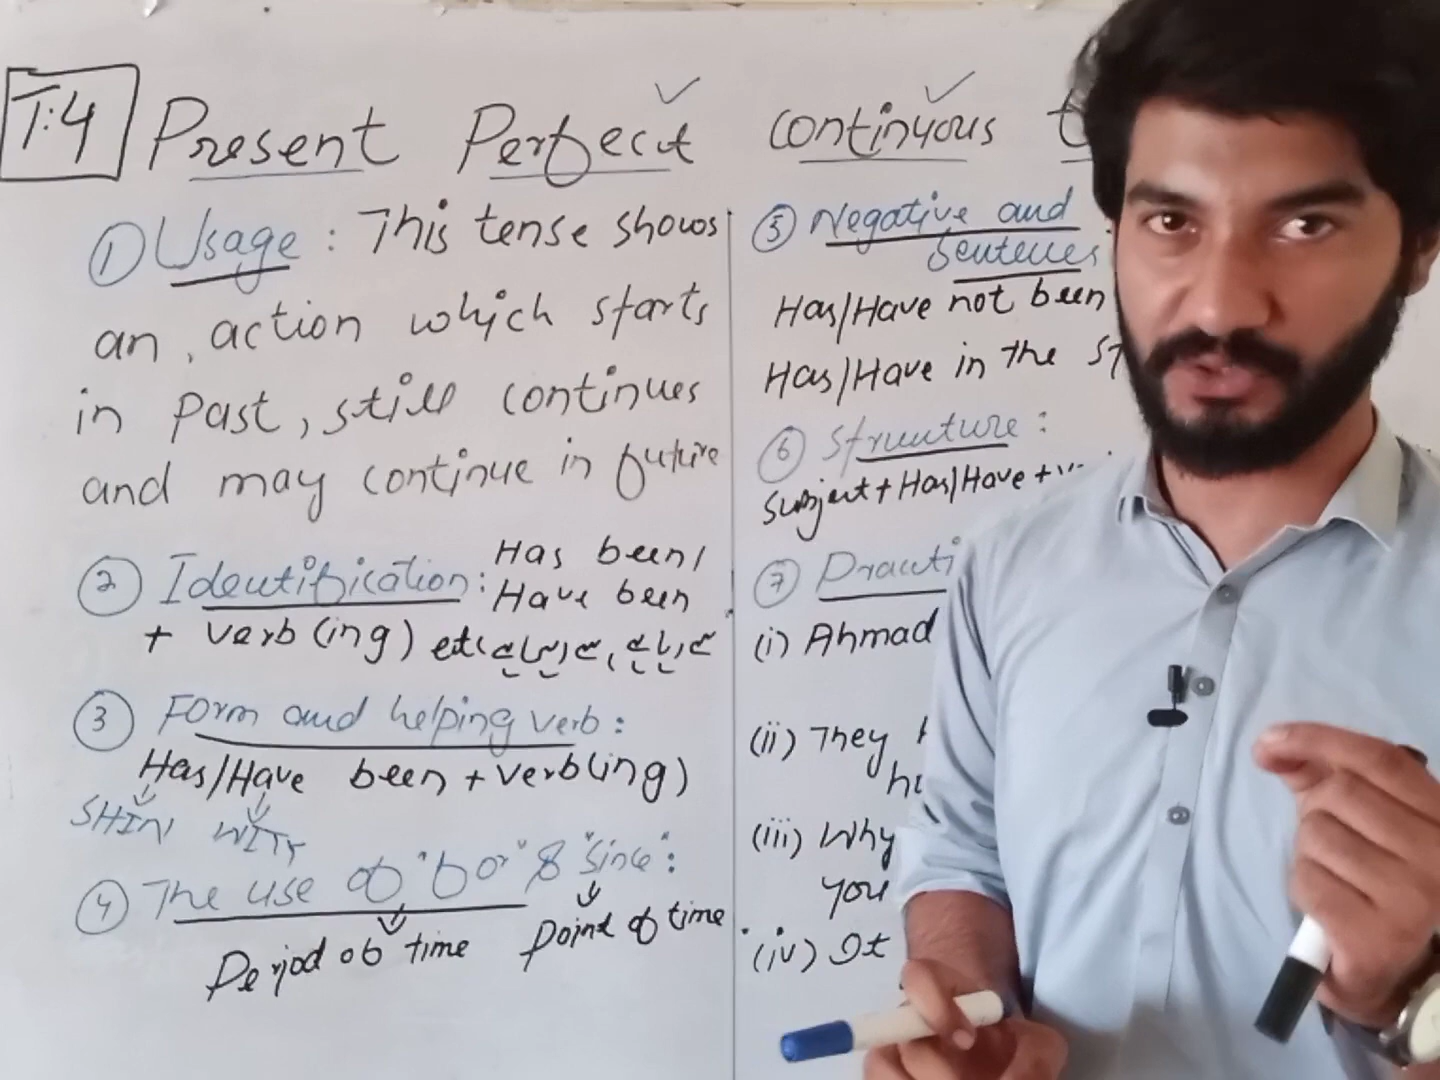 T:4 Present Perfect continuous
① Usage: This tense shows
an action which starts
in Past, still continues
and may continue in future
② Identification: Has been/
Have been
+ verb (ing) etc
③ Form and helping verb:
Has/Have been + verb(ing)
SHIN WITY
④ The use of "for" & "Since":
Period of time Point of time
⑤ Negative and
Sentences
Has/Have not been
Has/Have in the
⑥ Structure:
Subject + Has/Have +
⑦
(i) Ahmad
(ii) They
(iii) Why
you
(iv) It